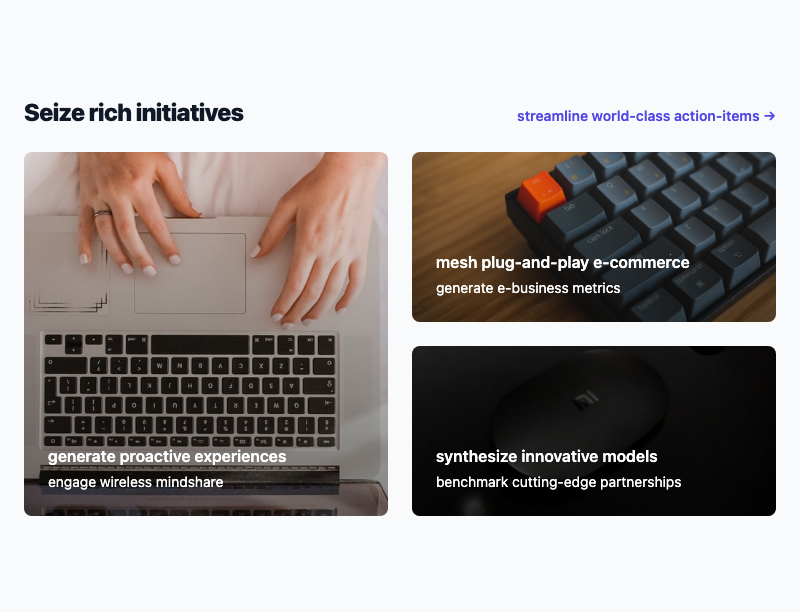 Seize rich initiatives
streamline world-class action-items →
generate proactive experiences
engage wireless mindshare
mesh plug-and-play e-commerce
generate e-business metrics
synthesize innovative models
benchmark cutting-edge partnerships